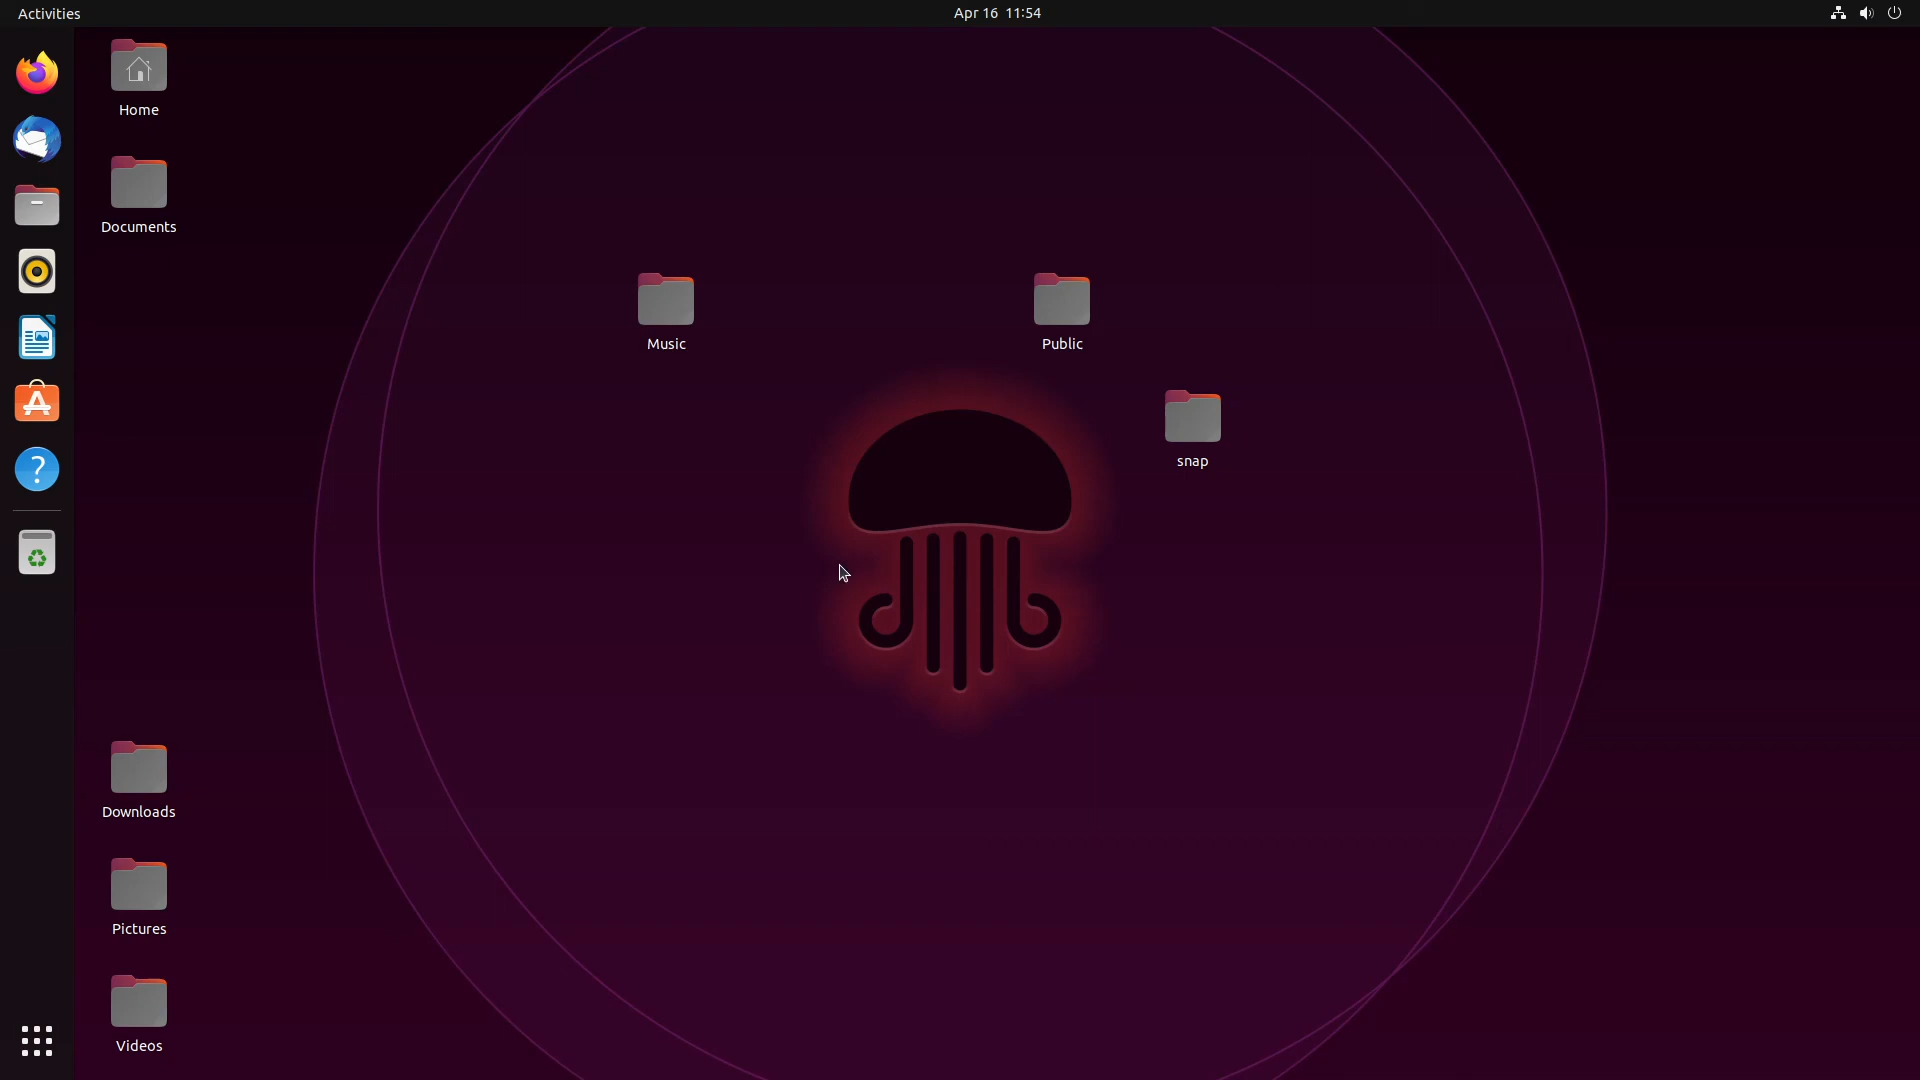 Activities
Apr 16 11:54
Home
Documents
Music
Public
snap
Downloads
Pictures
Videos